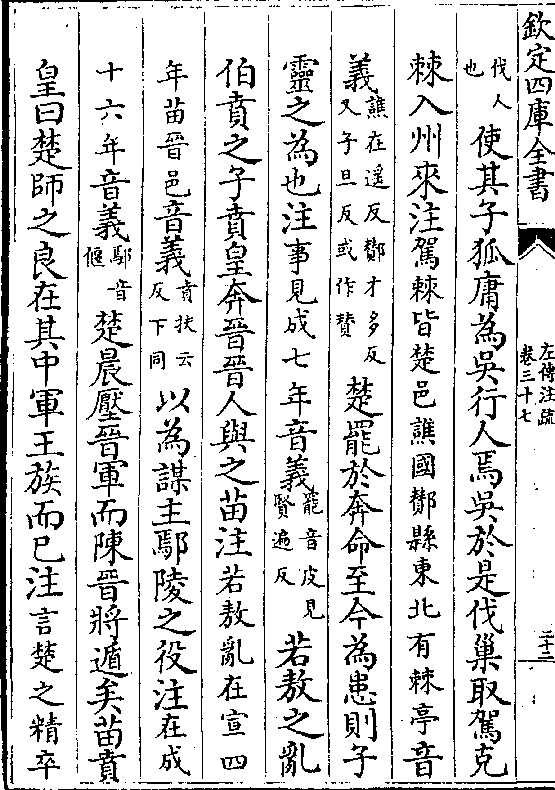 欽定四庫全書
左傳注疏
卷三十七
二十二
伐人
也
使其子狐庸為吳行人焉吳於是伐巢取駕克
棘入州來注駕棘皆楚邑譙國酇縣東北有棘亭音
義
譙在遥反酇才多反
又子旦反或作贊
楚罷於奔命至今為患則子
靈之為也注事見成七年音義
罷音皮見
賢遍反
若敖之亂
伯賁之子賁皇奔晉晉人與之苗注若敖亂在宣四
年苗晉邑音義
賁扶云
反下同
以為謀主鄢陵之役注在成
十六年音義
鄢音
偃
楚晨壓晉軍而陳晉將遁矣苗賁
皇曰楚師之良在其中軍王族而已注言楚之精卒